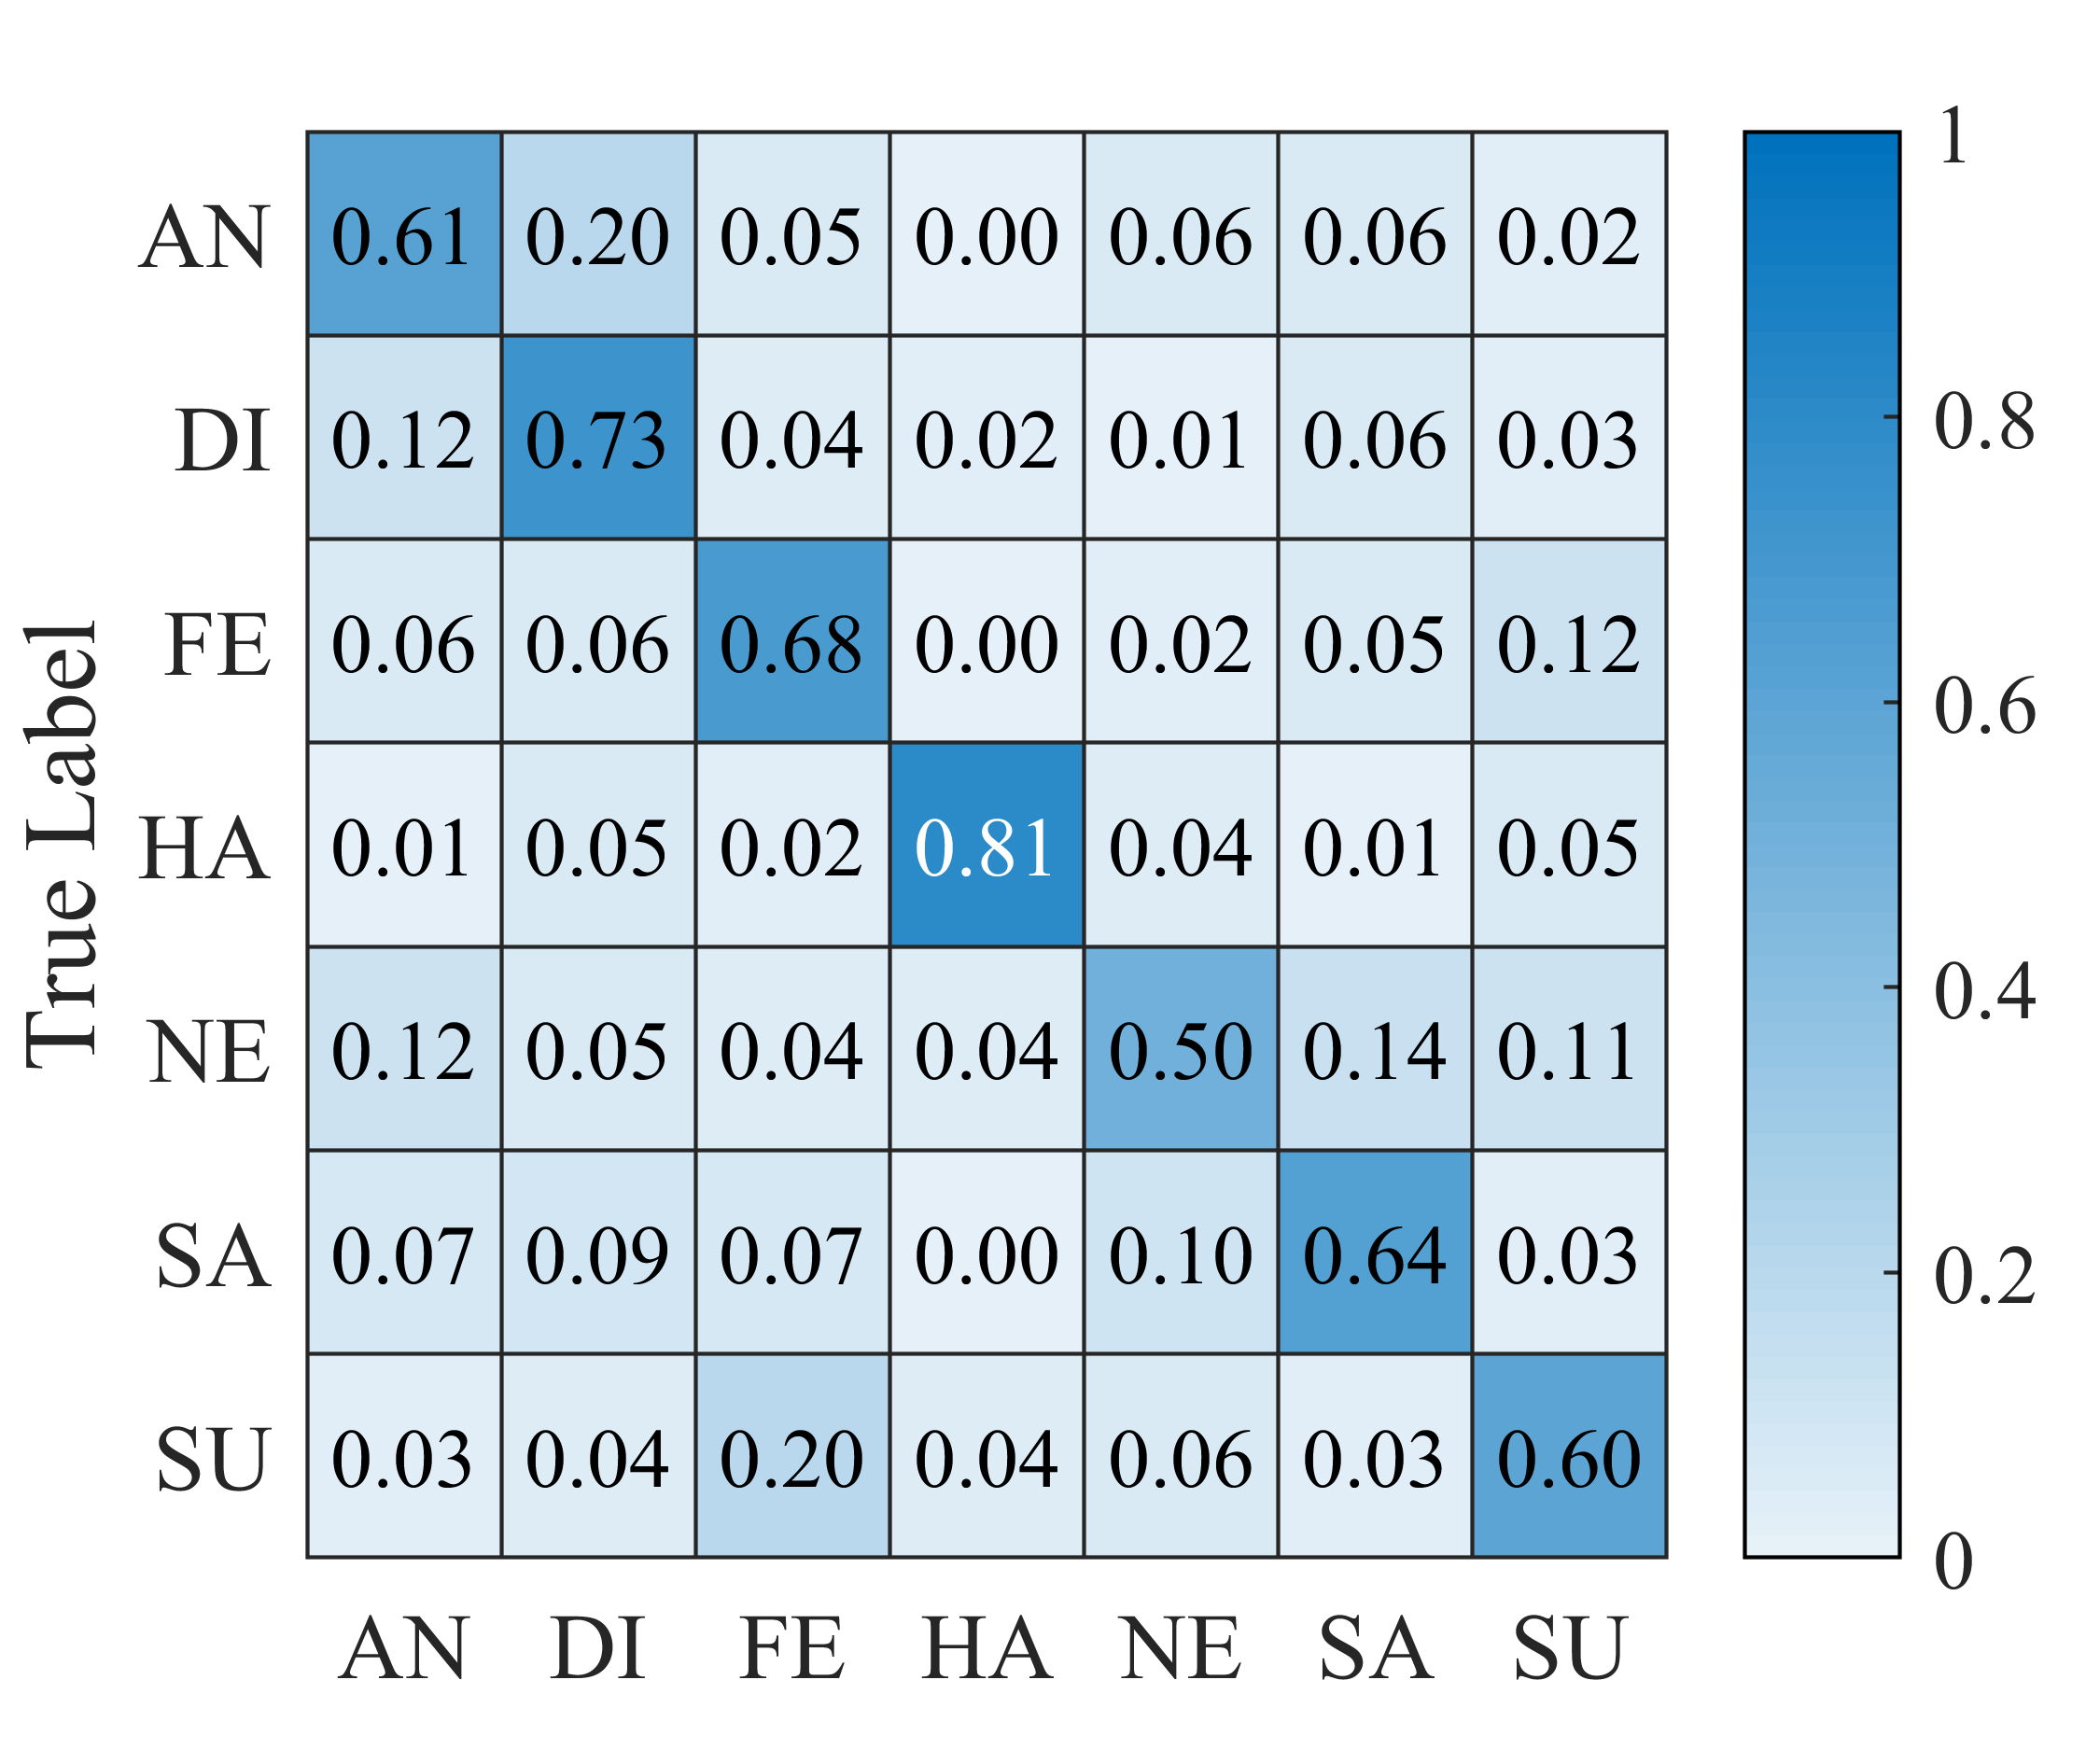 1
AN 0.61 0.20 0.05 0.00 0.06 0.06 0.02
DI 0.12 0.73 0.04 0.02 0.01 0.06 0.03 0.8
FE 0.06 0.06 0.68 0.00 0.02 0.05 0.12
0.6
True Label
HA 0.01 0.05 0.02 0.81 0.04 0.01 0.05
0.4
NE 0.12 0.05 0.04 0.04 0.50 0.14 0.11
SA 0.07 0.09 0.07 0.00 0.10 0.64 0.03 0.2
SU 0.03 0.04 0.20 0.04 0.06 0.03 0.60
0
AN DI FE HA NE SA SU